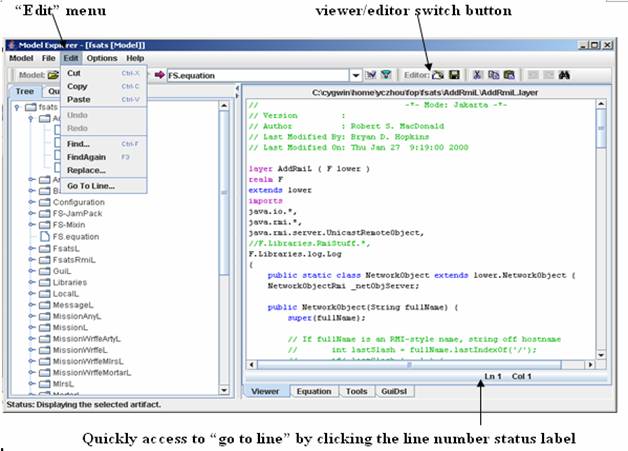 “Edit” menu
viewer/editor switch button
Model Explorer - [fsats [Model]]
Model File Edit Options Help
Model:
FS.equation
Editor:
Cut Ctrl-X
Copy Ctrl-C
Paste Ctrl-V
Undo
Redo
Find... Ctrl-F
FindAgain F3
Replace...
Go To Line...
Tree
fsats
Configuration
FS-JamPack
FS-Mixin
FS.equation
FsatsL
FsatsRmiL
GuiL
Libraries
LocalL
MessageL
MissionAnyL
MissionL
MissionWrffeArtyL
MissionWrffeL
MissionWrffeMlrsL
MissionWrffeMortarL
MlrsL
C:\cygwin\home\yczhou\fop\fsats\AddRmiL\AddRmiL.layer
// -*- Mode: Jakarta -*-
// Version :
// Author : Robert S. MacDonald
// Last Modified By: Bryan D. Hopkins
// Last Modified On: Thu Jan 27 9:19:00 2000
layer AddRmiL ( F lower )
realm F
extends lower
imports
java.io.*,
java.rmi.*,
java.rmi.server.UnicastRemoteObject,
//F.Libraries.RmiStuff.*,
F.Libraries.log.Log
{
public static class NetworkObject extends lower.NetworkObject {
NetworkObjectRmi _netObjServer;
public NetworkObject(String fullName) {
super(fullName);
// If fullName is an RMI-style name, string off hostname
// int lastSlash = fullName.lastIndexOf('/');
Ln 1 Col 1
Viewer Equation Tools GuiDsl
Status: Displaying the selected artifact.
Quickly access to “go to line” by clicking the line number status label